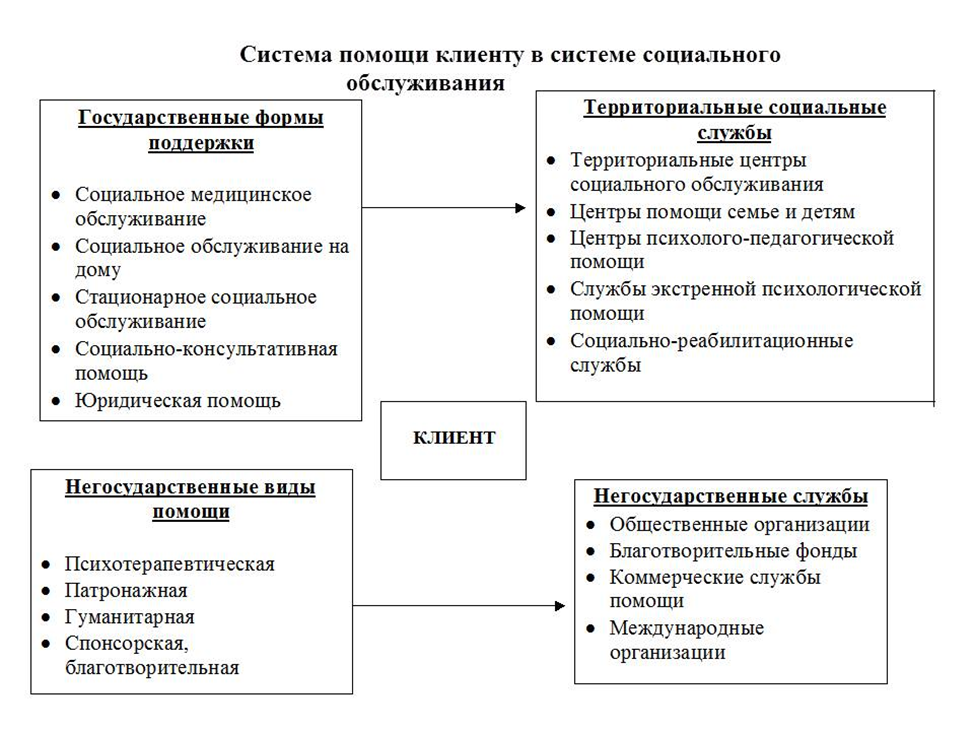 Система помощи клиенту в системе социального
обслуживания
Государственные формы
поддержки
• Социальное медицинское
обслуживание
• Социальное обслуживание на
дому
• Стационарное социальное
обслуживание
• Социально-консультативная
помощь
• Юридическая помощь
Территориальные социальные
службы
• Территориальные центры
социального обслуживания
• Центры помощи семье и детям
• Центры психолого-педагогической
помощи
• Службы экстренной психологической
помощи
• Социально-реабилитационные
службы
КЛИЕНТ
Негосударственные виды
помощи
• Психотерапевтическая
• Патронажная
• Гуманитарная
• Спонсорская,
благотворительная
Негосударственные службы
• Общественные организации
• Благотворительные фонды
• Коммерческие службы
помощи
• Международные
организации